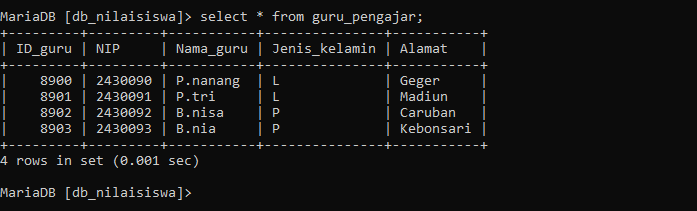 MariaDB [db_nilaisiswa]> select * from guru_pengajar;
+---------+---------+-----------+---------------+-----------+
| ID_guru | NIP     | Nama_guru | Jenis_kelamin | Alamat    |
+---------+---------+-----------+---------------+-----------+
|    8900 | 2430090 | P.nanang  | L             | Geger     |
|    8901 | 2430091 | P.tri     | L             | Madiun    |
|    8902 | 2430092 | B.nisa    | P             | Caruban   |
|    8903 | 2430093 | B.nia     | P             | Kebonsari |
+---------+---------+-----------+---------------+-----------+
4 rows in set (0.001 sec)
MariaDB [db_nilaisiswa]>